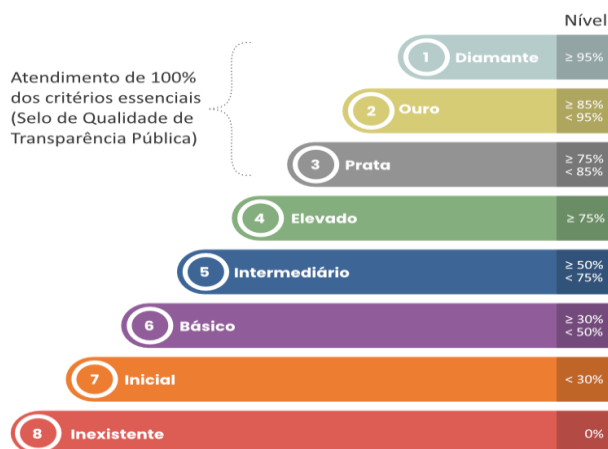 Nível
1 Diamante ≥ 95%
Atendimento de 100%
dos critérios essenciais
(Selo de Qualidade de
Transparência Pública)
2 Ouro ≥ 85%
< 95%
3 Prata ≥ 75%
< 85%
4 Elevado ≥ 75%
5 Intermediário ≥ 50%
< 75%
6 Básico ≥ 30%
< 50%
7 Inicial < 30%
8 Inexistente 0%